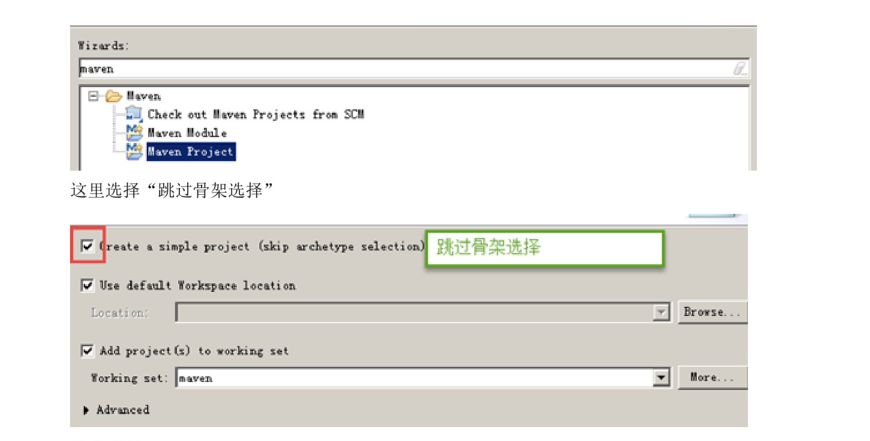 Wizards:
maven
Maven
Check out Maven Projects from SCM
Maven Module
Maven Project
这里选择“跳过骨架选择”
Create a simple project (skip archetype selection)
跳过骨架选择
Use default Workspace location
Location:
Browse...
Add project(s) to working set
Working set: maven
More...
Advanced